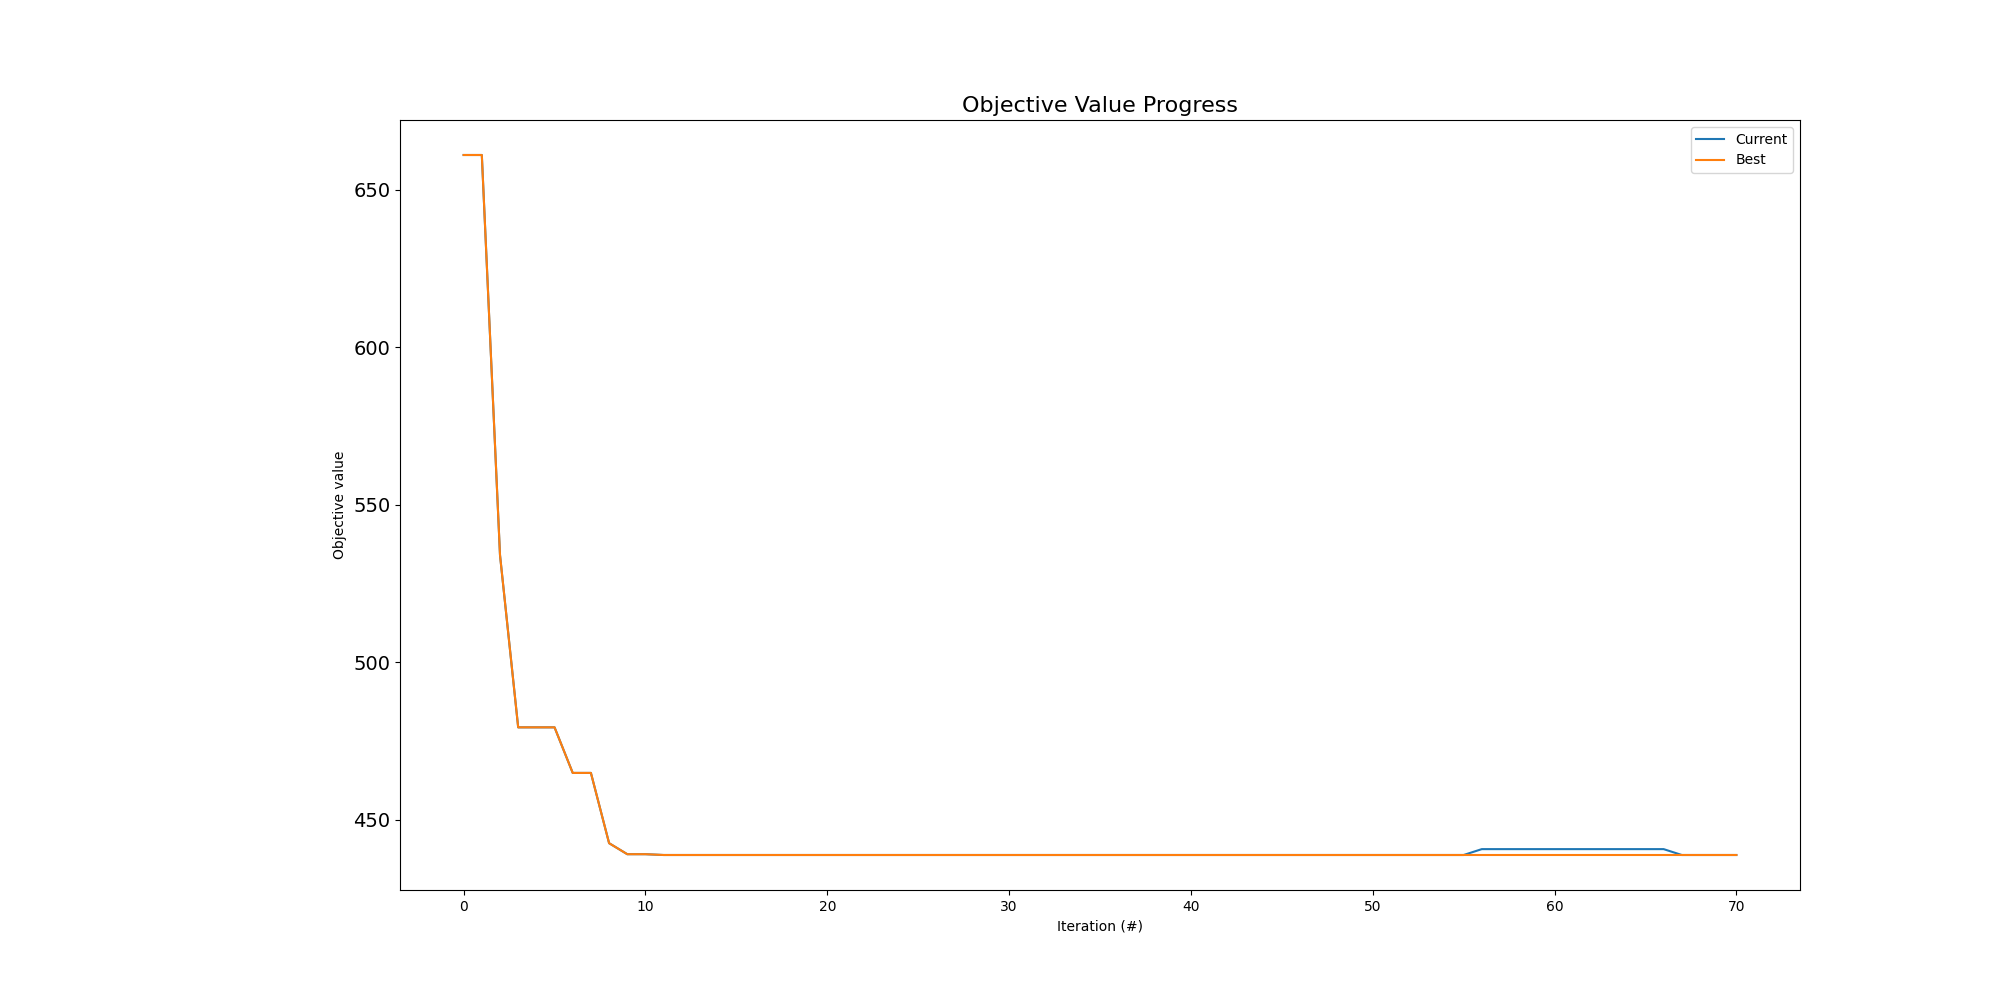 Objective Value Progress
Current
Best
650
600
550
500
450
Objective value
0 10 20 30 40 50 60 70
Iteration (#)